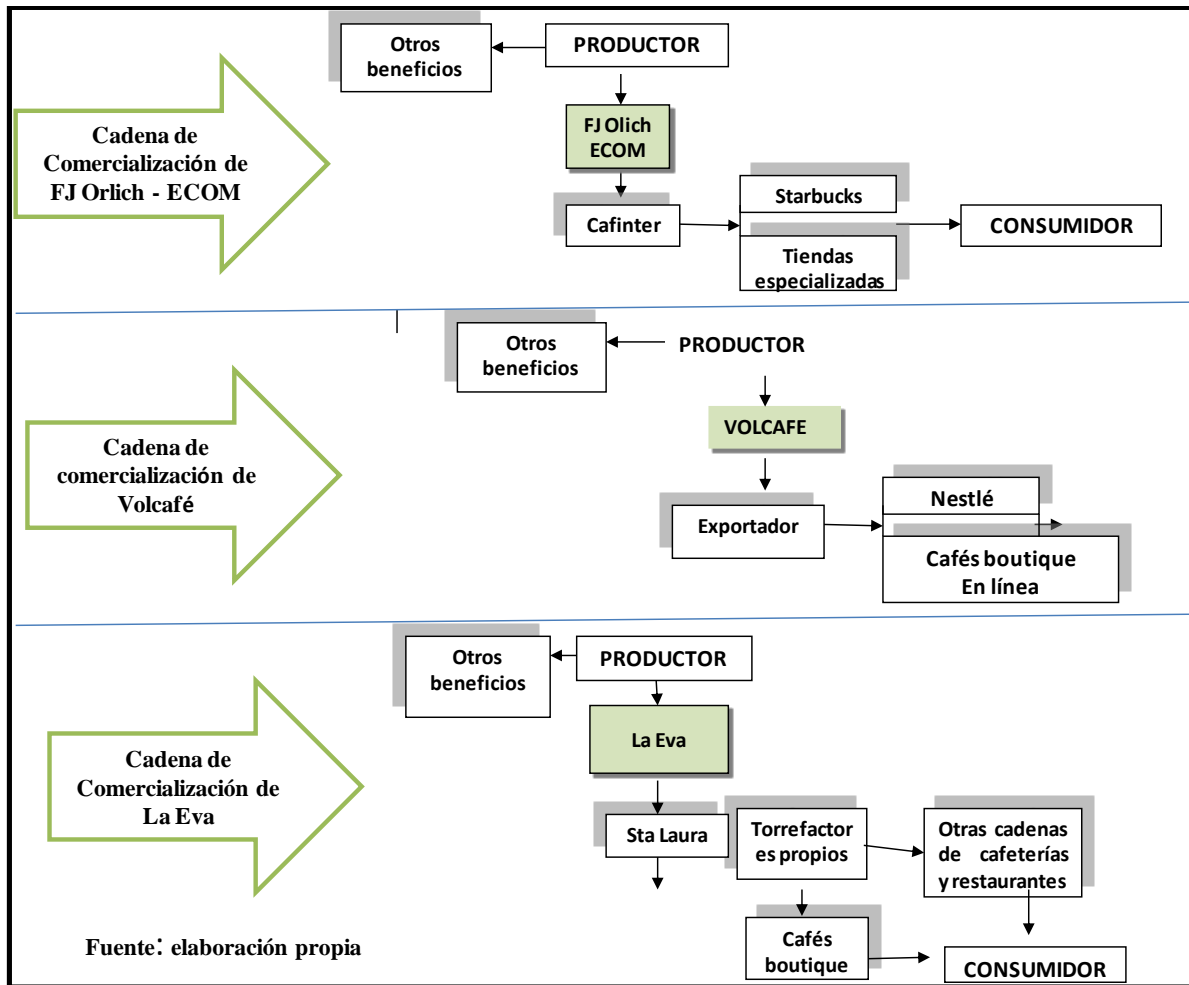 Otros
beneficios
PRODUCTOR
Cadena de
Comercialización de
FJ Orlich - ECOM
FJ Olich
ECOM
Cafinter
Starbucks
Tiendas
especializadas
CONSUMIDOR
Otros
beneficios
PRODUCTOR
Cadena de
comercialización de
Volcafé
VOLCAFE
Exportador
Nestlé
Cafés boutique
En línea
Otros
beneficios
PRODUCTOR
Cadena de
Comercialización de
La Eva
La Eva
Sta Laura
Torrefactor
es propios
Otras cadenas
de cafeterías
y restaurantes
Cafés
boutique
CONSUMIDOR
Fuente: elaboración propia